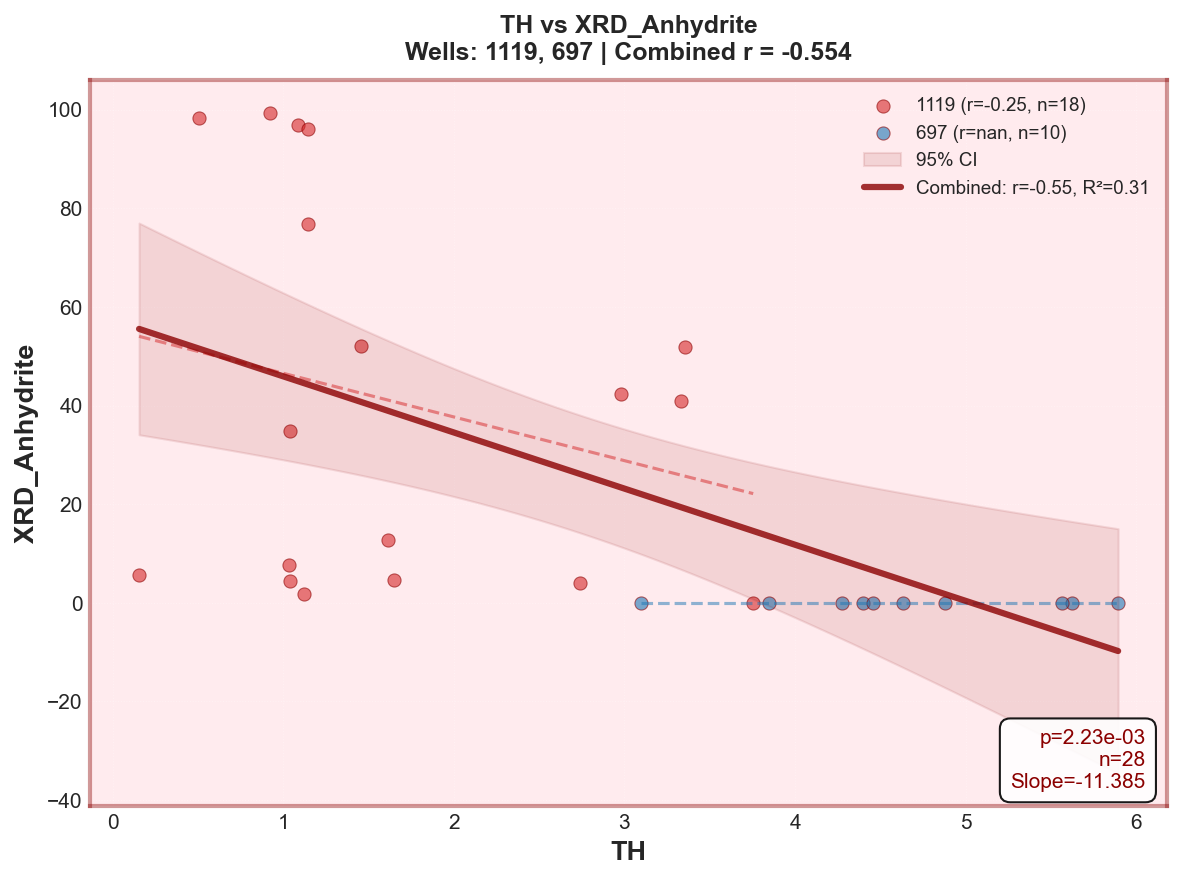 TH vs XRD_Anhydrite
Wells: 1119, 697 | Combined r = -0.554
1119 (r=-0.25, n=18)
697 (r=nan, n=10)
95% CI
Combined: r=-0.55, R²=0.31
XRD_Anhydrite
100
80
60
40
20
0
−20
−40
p=2.23e-03
n=28
Slope=-11.385
0 1 2 3 4 5 6
TH